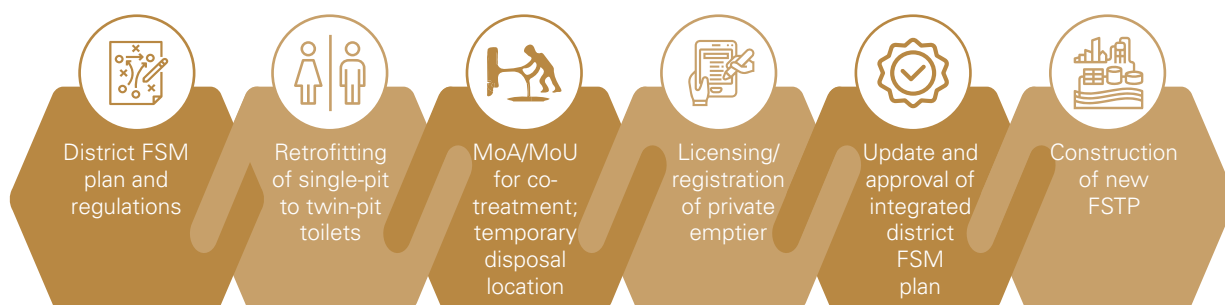 District FSM
plan and
regulations
Retrofitting
of single-pit
to twin-pit
toilets
MoA/MoU
for co-
treatment;
temporary
disposal
location
Licensing/
registration
of private
emptier
Update and
approval of
integrated
district
FSM
plan
Construction
of new
FSTP